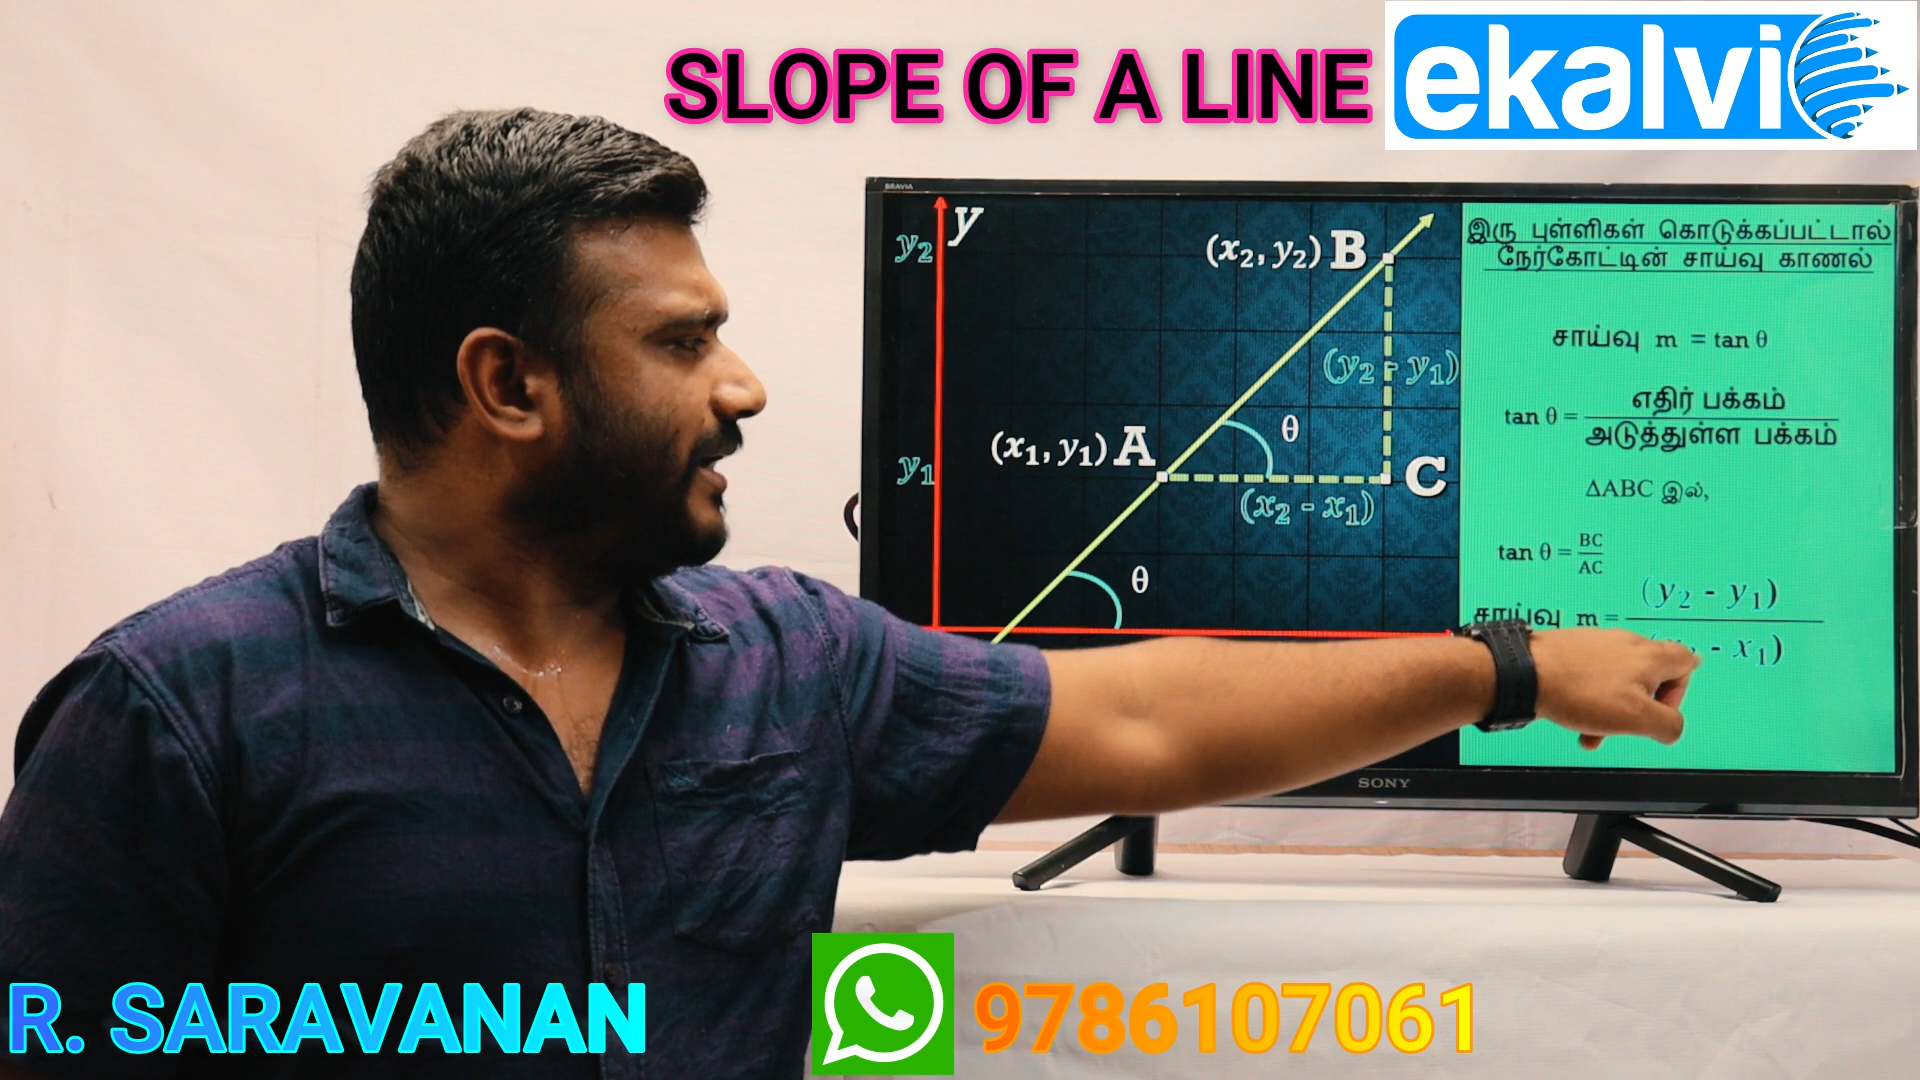 SLOPE OF A LINE
ekalvi
BRAVIA
y
y₂
(x₂, y₂) B
(y₂ - y₁)
θ
(x₁, y₁) A
y₁
C
(x₂ - x₁)
θ
இரு புள்ளிகள் கொடுக்கப்பட்டால்
நேர்கோட்டின் சாய்வு காணல்
சாய்வு m = tan θ
tan θ = எதிர் பக்கம்
அடுத்துள்ள பக்கம்
ΔABC இல்,
tan θ = BC
AC
சாய்வு m = (y₂ - y₁)
- x₁)
SONY
R. SARAVANAN
9786107061